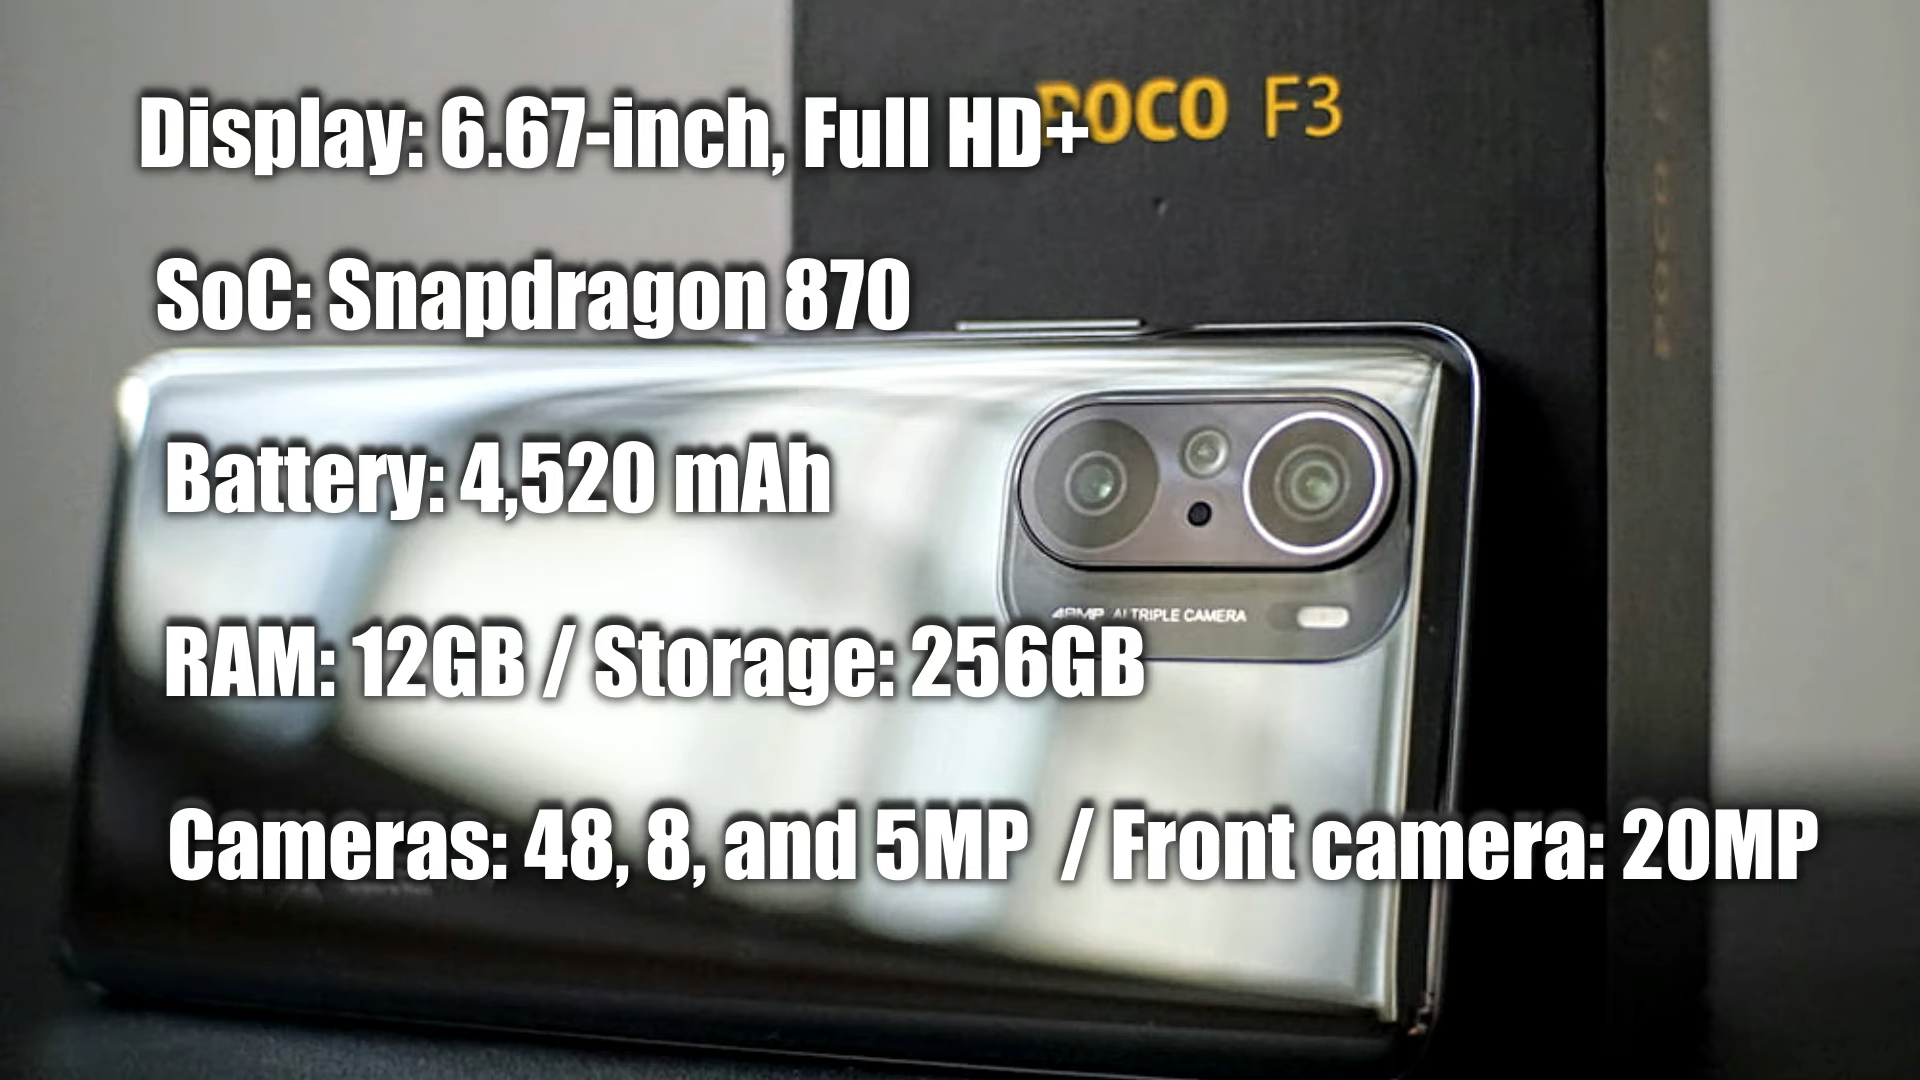 POCO F3
Display: 6.67-inch, Full HD+
SoC: Snapdragon 870
Battery: 4,520 mAh
48MP AI TRIPLE CAMERA
RAM: 12GB / Storage: 256GB
Cameras: 48, 8, and 5MP / Front camera: 20MP